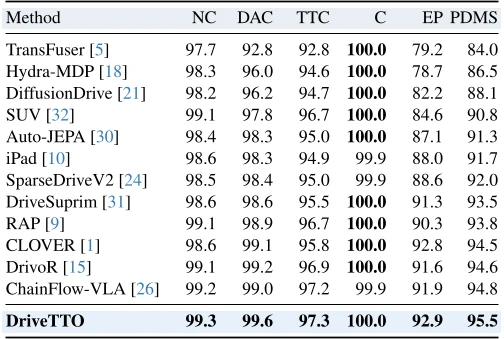 Method NC DAC TTC C EP PDMS
TransFuser [5] 97.7 92.8 92.8 100.0 79.2 84.0
Hydra-MDP [18] 98.3 96.0 94.6 100.0 78.7 86.5
DiffusionDrive [21] 98.2 96.2 94.7 100.0 82.2 88.1
SUV [32] 99.1 97.8 96.7 100.0 84.6 90.8
Auto-JEPA [30] 98.4 98.3 95.0 100.0 87.1 91.3
iPad [10] 98.6 98.3 94.9 99.9 88.0 91.7
SparseDriveV2 [24] 98.5 98.4 95.0 99.9 88.6 92.0
DriveSuprim [31] 98.6 98.6 95.5 100.0 91.3 93.5
RAP [9] 99.1 98.9 96.7 100.0 90.3 93.8
CLOVER [1] 98.6 99.1 95.8 100.0 92.8 94.5
DrivoR [15] 99.1 99.2 96.9 100.0 91.6 94.6
ChainFlow-VLA [26] 99.2 99.0 97.2 99.9 91.9 94.8
DriveTTO 99.3 99.6 97.3 100.0 92.9 95.5